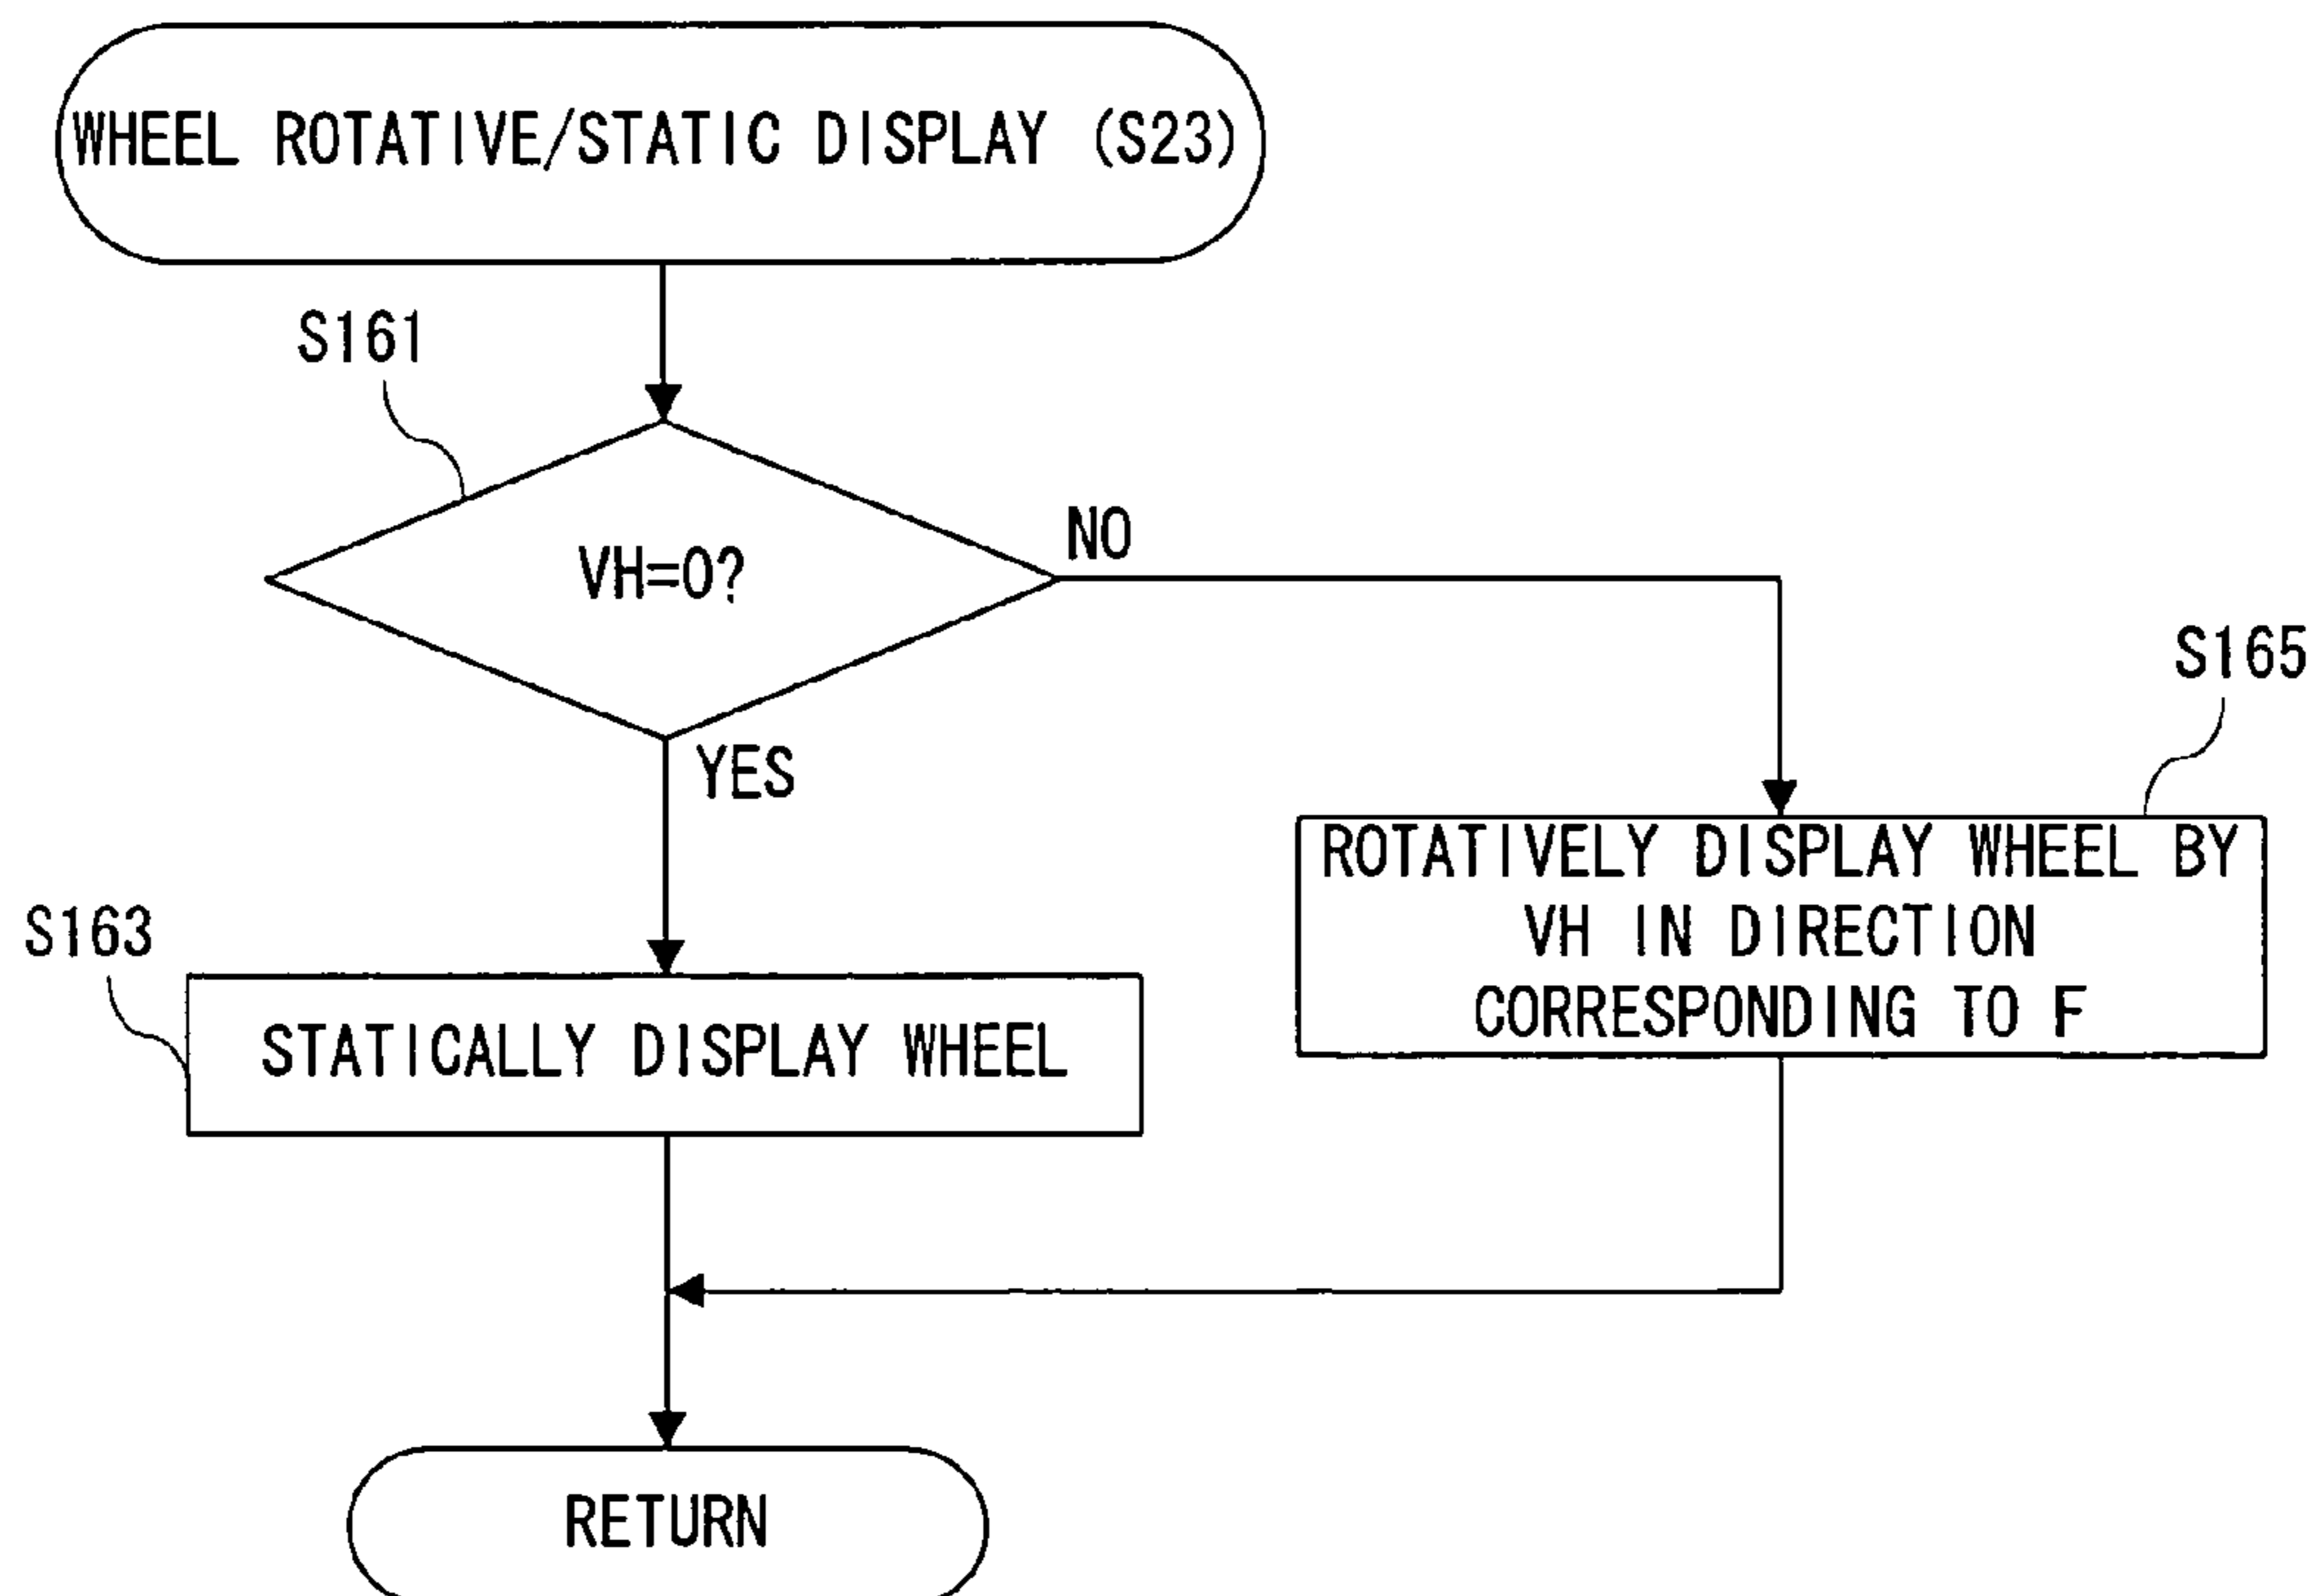 WHEEL ROTATIVE/STATIC DISPLAY (S23)
S161
VH=0?
NO
YES
S165
ROTATIVELY DISPLAY WHEEL BY
VH IN DIRECTION
CORRESPONDING TO F
S163
STATICALLY DISPLAY WHEEL
RETURN